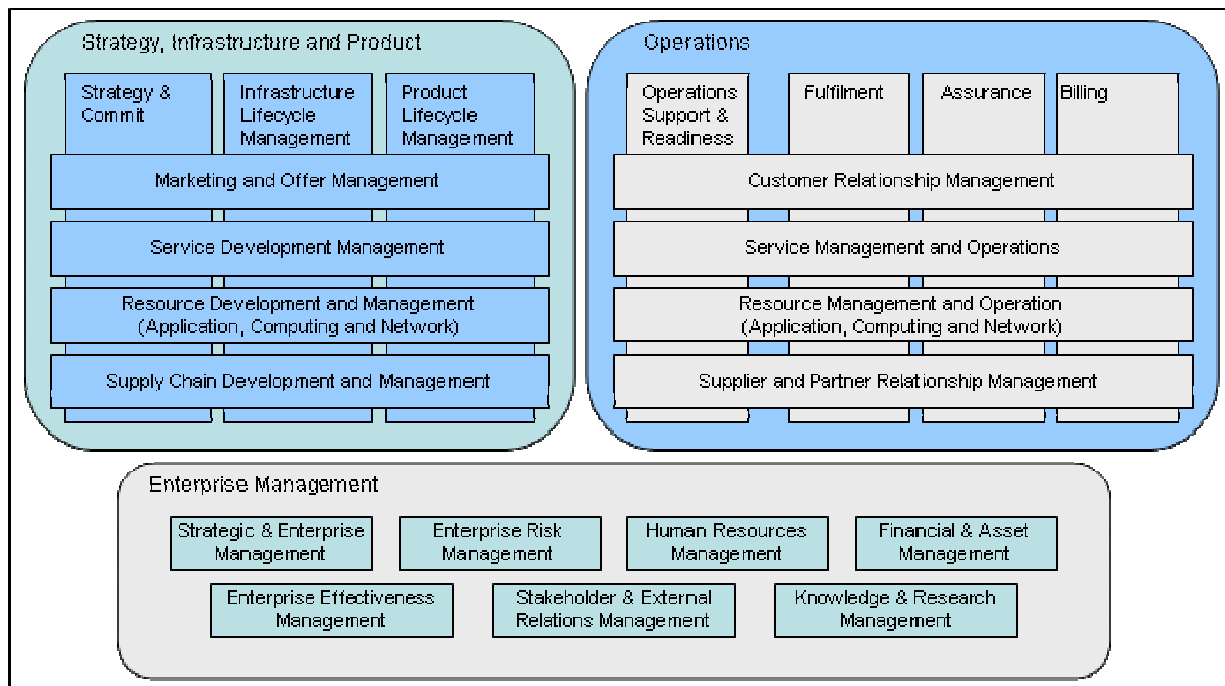 Strategy, Infrastructure and Product
Strategy &
Commit
Infrastructure
Lifecycle
Management
Product
Lifecycle
Management
Marketing and Offer Management
Service Development Management
Resource Development and Management
(Application, Computing and Network)
Supply Chain Development and Management
Operations
Operations
Support &
Readiness
Fulfilment
Assurance
Billing
Customer Relationship Management
Service Management and Operations
Resource Management and Operation
(Application, Computing and Network)
Supplier and Partner Relationship Management
Enterprise Management
Strategic & Enterprise
Management
Enterprise Risk
Management
Human Resources
Management
Financial & Asset
Management
Enterprise Effectiveness
Management
Stakeholder & External
Relations Management
Knowledge & Research
Management